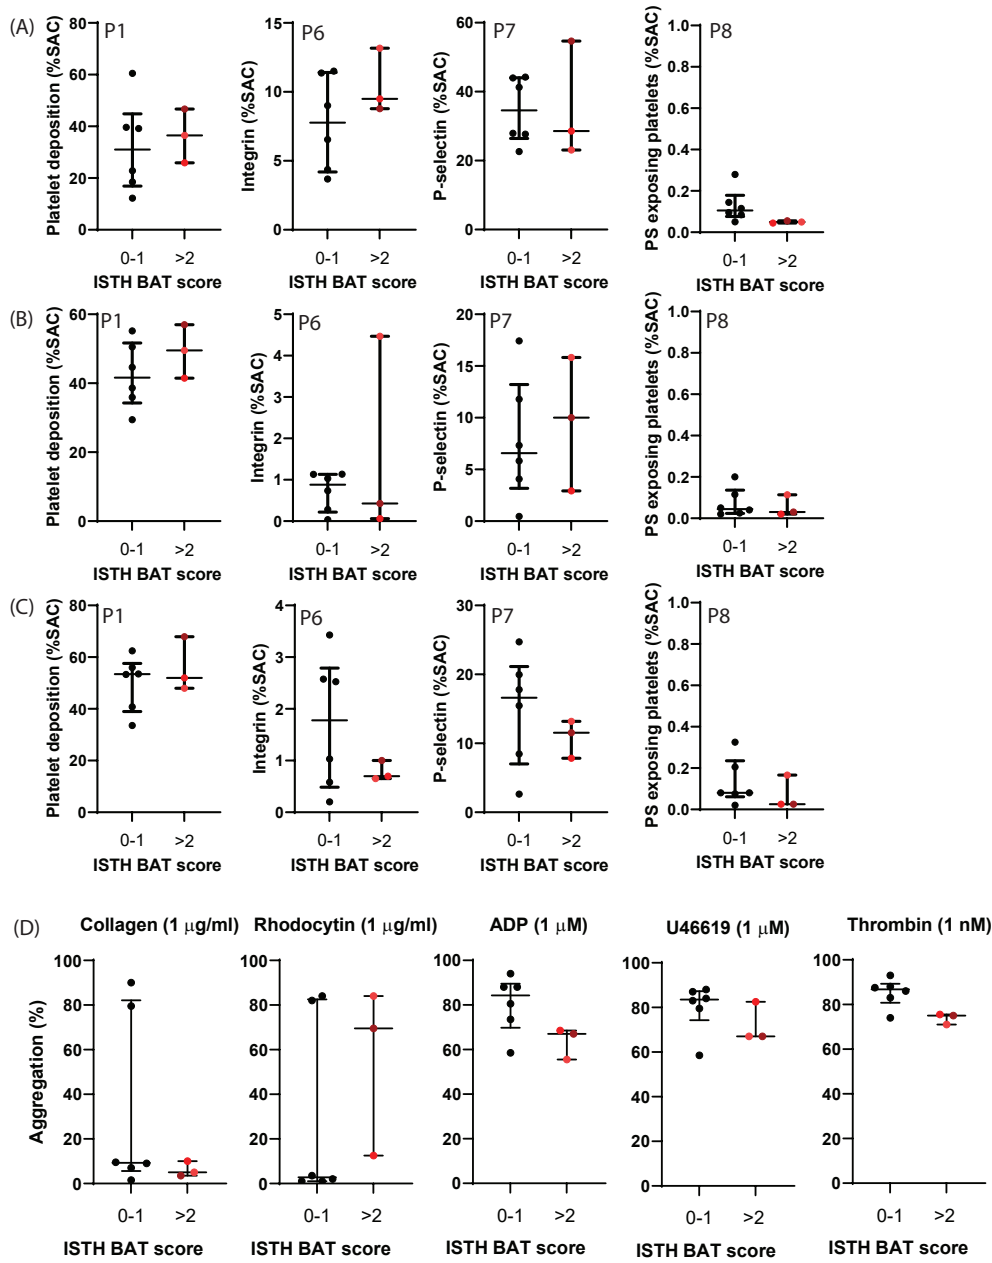 (A)
P1
P6
P7
P8
Platelet deposition (%SAC)
80
60
40
20
0
Integrin (%SAC)
15
10
5
0
P-selectin (%SAC)
60
40
20
0
PS exposing platelets (%SAC)
1.0
0.8
0.6
0.4
0.2
0.0
0-1 >2 0-1 >2 0-1 >2 0-1 >2
ISTH BAT score ISTH BAT score ISTH BAT score ISTH BAT score
(B)
P1
P6
P7
P8
Platelet deposition (%SAC)
60
40
20
0
Integrin (%SAC)
5
4
3
2
1
0
P-selectin (%SAC)
20
15
10
5
0
PS exposing platelets (%SAC)
1.0
0.8
0.6
0.4
0.2
0.0
0-1 >2 0-1 >2 0-1 >2 0-1 >2
ISTH BAT score ISTH BAT score ISTH BAT score ISTH BAT score
(C)
P1
P6
P7
P8
Platelet deposition (%SAC)
80
60
40
20
0
Integrin (%SAC)
4
3
2
1
0
P-selectin (%SAC)
30
20
10
0
PS exposing platelets (%SAC)
1.0
0.8
0.6
0.4
0.2
0.0
0-1 >2 0-1 >2 0-1 >2 0-1 >2
ISTH BAT score ISTH BAT score ISTH BAT score ISTH BAT score
(D)
Collagen (1 μg/ml) Rhodocytin (1 μg/ml) ADP (1 μM) U46619 (1 μM) Thrombin (1 nM)
Aggregation (%)
100
80
60
40
20
0
100
80
60
40
20
0
100
80
60
40
20
0
100
80
60
40
20
0
100
80
60
40
20
0
0-1 >2 0-1 >2 0-1 >2 0-1 >2 0-1 >2
ISTH BAT score ISTH BAT score ISTH BAT score ISTH BAT score ISTH BAT score